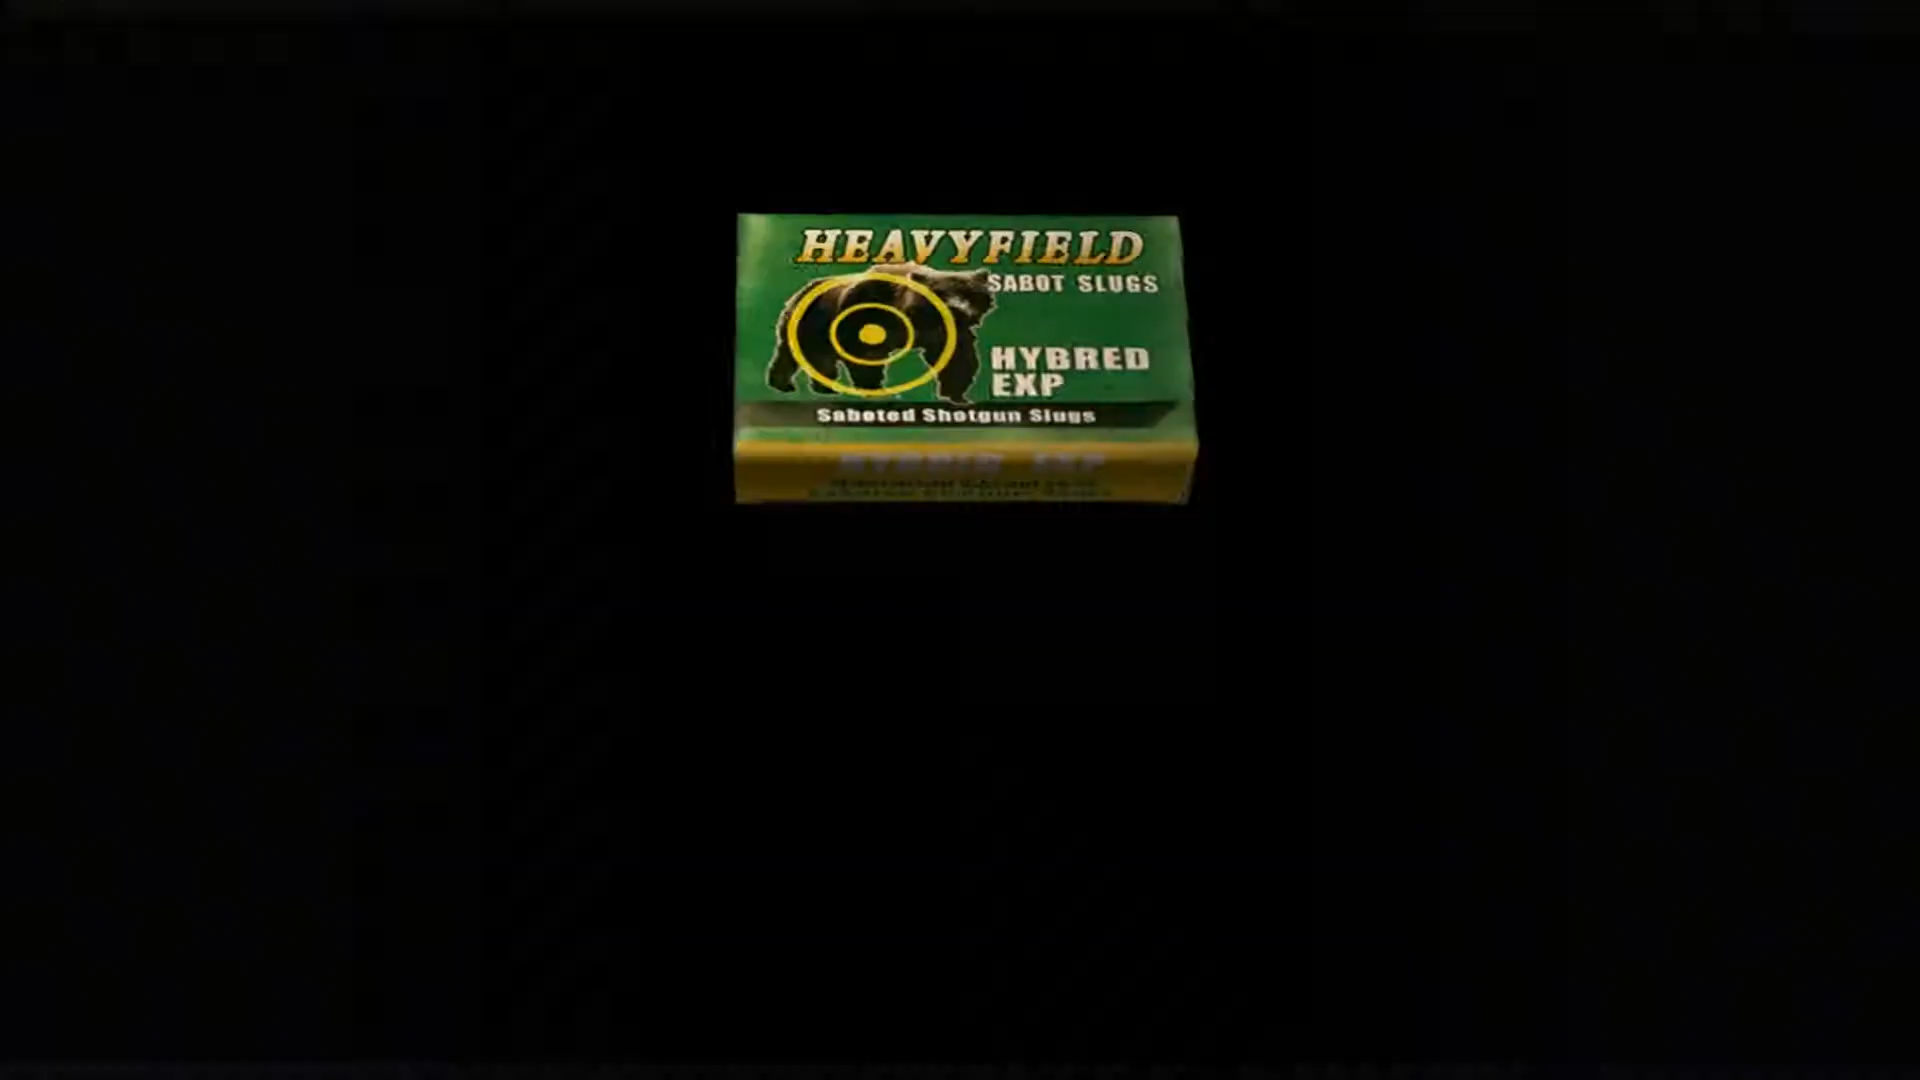 HEAVYFIELD
SABOT SLUGS
HYBRED
EXP
Saboted Shotgun Slugs